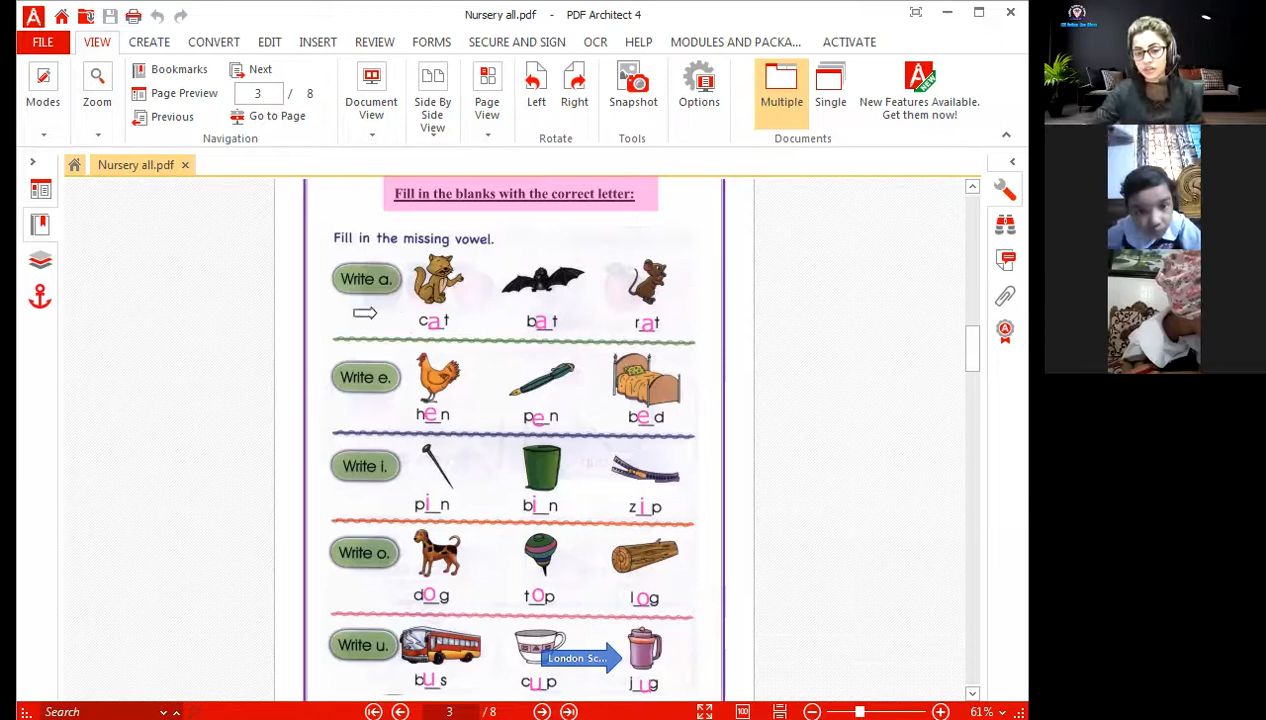 Nursery all.pdf - PDF Architect 4
FILE VIEW CREATE CONVERT EDIT INSERT REVIEW FORMS SECURE AND SIGN OCR HELP MODULES AND PACKA... ACTIVATE
Modes
Zoom
Bookmarks
Page Preview
Previous
Next
3 / 8
Go to Page
Navigation
Document View
Side By Side View
Page View
Left
Right
Rotate
Snapshot
Tools
Options
Multiple
Single
Documents
NEW
New Features Available. Get them now!
Nursery all.pdf
Fill in the blanks with the correct letter:
Fill in the missing vowel.
Write a.
cat bat rat
Write e.
hen pen bed
Write i.
pin bin zip
Write o.
dog top log
Write u.
London Sc...
bus cup jug
Search
3 / 8
100
61%